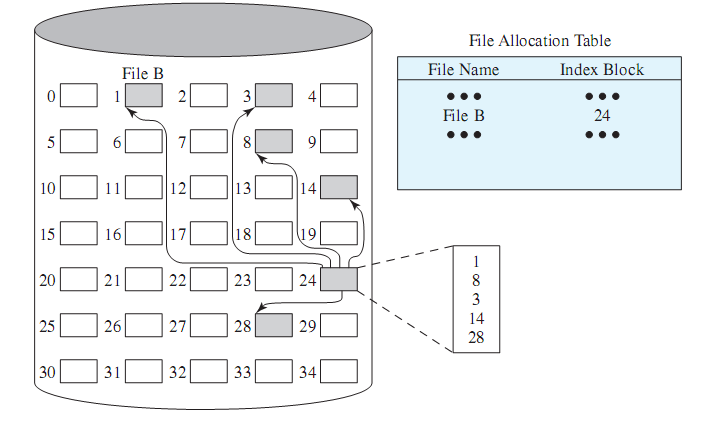 File Allocation Table
File Name Index Block
••• •••
File B 24
••• •••
File B
0 1 2 3 4
5 6 7 8 9
10 11 12 13 14
15 16 17 18 19
20 21 22 23 24
25 26 27 28 29
30 31 32 33 34
1
8
3
14
28